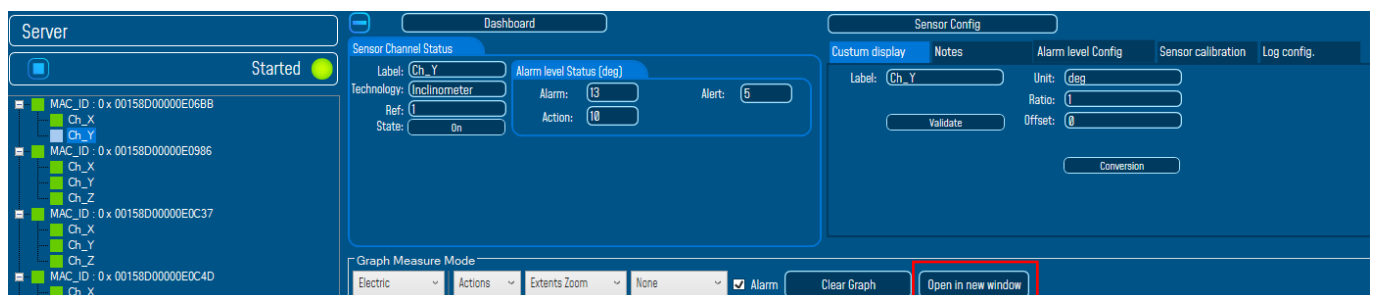 Server
Started
MAC_ID : 0 x 00158D00000E06BB
Ch_X
Ch_Y
MAC_ID : 0 x 00158D00000E0986
Ch_X
Ch_Y
Ch_Z
MAC_ID : 0 x 00158D00000E0C37
Ch_X
Ch_Y
Ch_Z
MAC_ID : 0 x 00158D00000E0C4D
Ch_X
Dashboard
Sensor Channel Status
Label: Ch_Y
Technology: Inclinometer
Ref: 1
State: On
Alarm level Status (deg)
Alarm: 13 Alert: 5
Action: 10
Sensor Config
Custum display Notes Alarm level Config Sensor calibration Log config.
Label: Ch_Y Unit: deg
Ratio: 1
Validate Offset: 0
Conversion
Graph Measure Mode
Electric Actions Extents Zoom None Alarm Clear Graph Open in new window